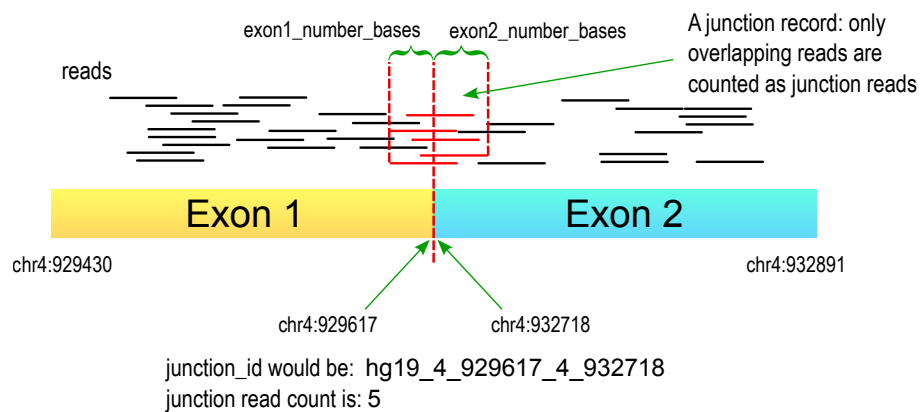 exon1_number_bases exon2_number_bases
A junction record: only
overlapping reads are
counted as junction reads
reads
Exon 1 Exon 2
chr4:929430 chr4:932891
chr4:929617 chr4:932718
junction_id would be: hg19_4_929617_4_932718
junction read count is: 5